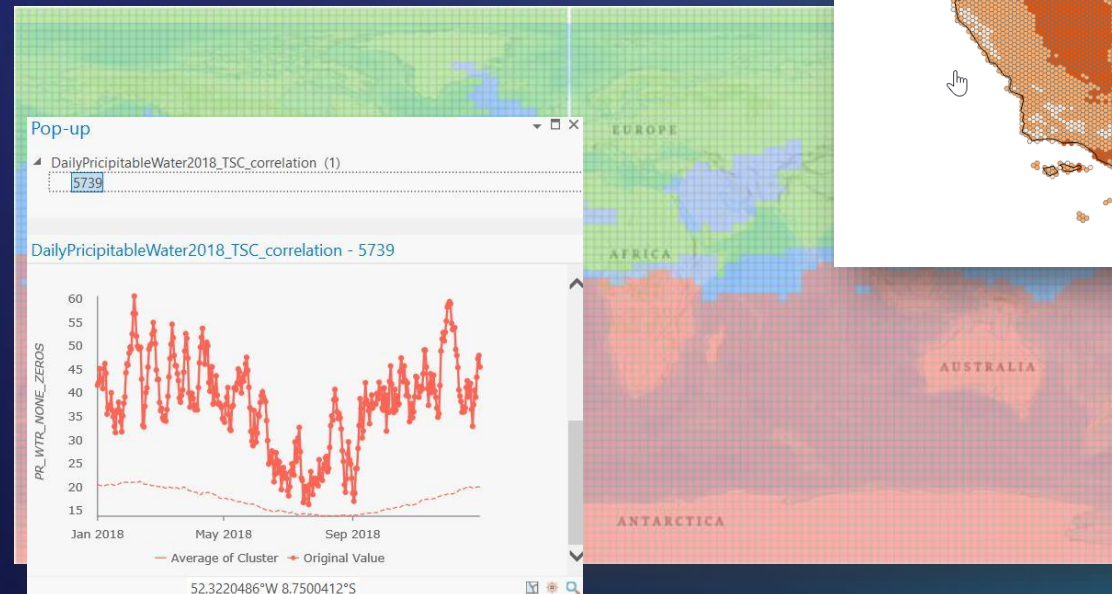 EUROPE
AFRICA
AUSTRALIA
ANTARCTICA
Pop-up
DailyPricipitableWater2018_TSC_correlation (1)
5739
DailyPricipitableWater2018_TSC_correlation - 5739
PR_WTR_NONE_ZEROS
60
55
50
45
40
35
30
25
20
15
Jan 2018 May 2018 Sep 2018
Average of Cluster Original Value
52.3220486°W 8.7500412°S